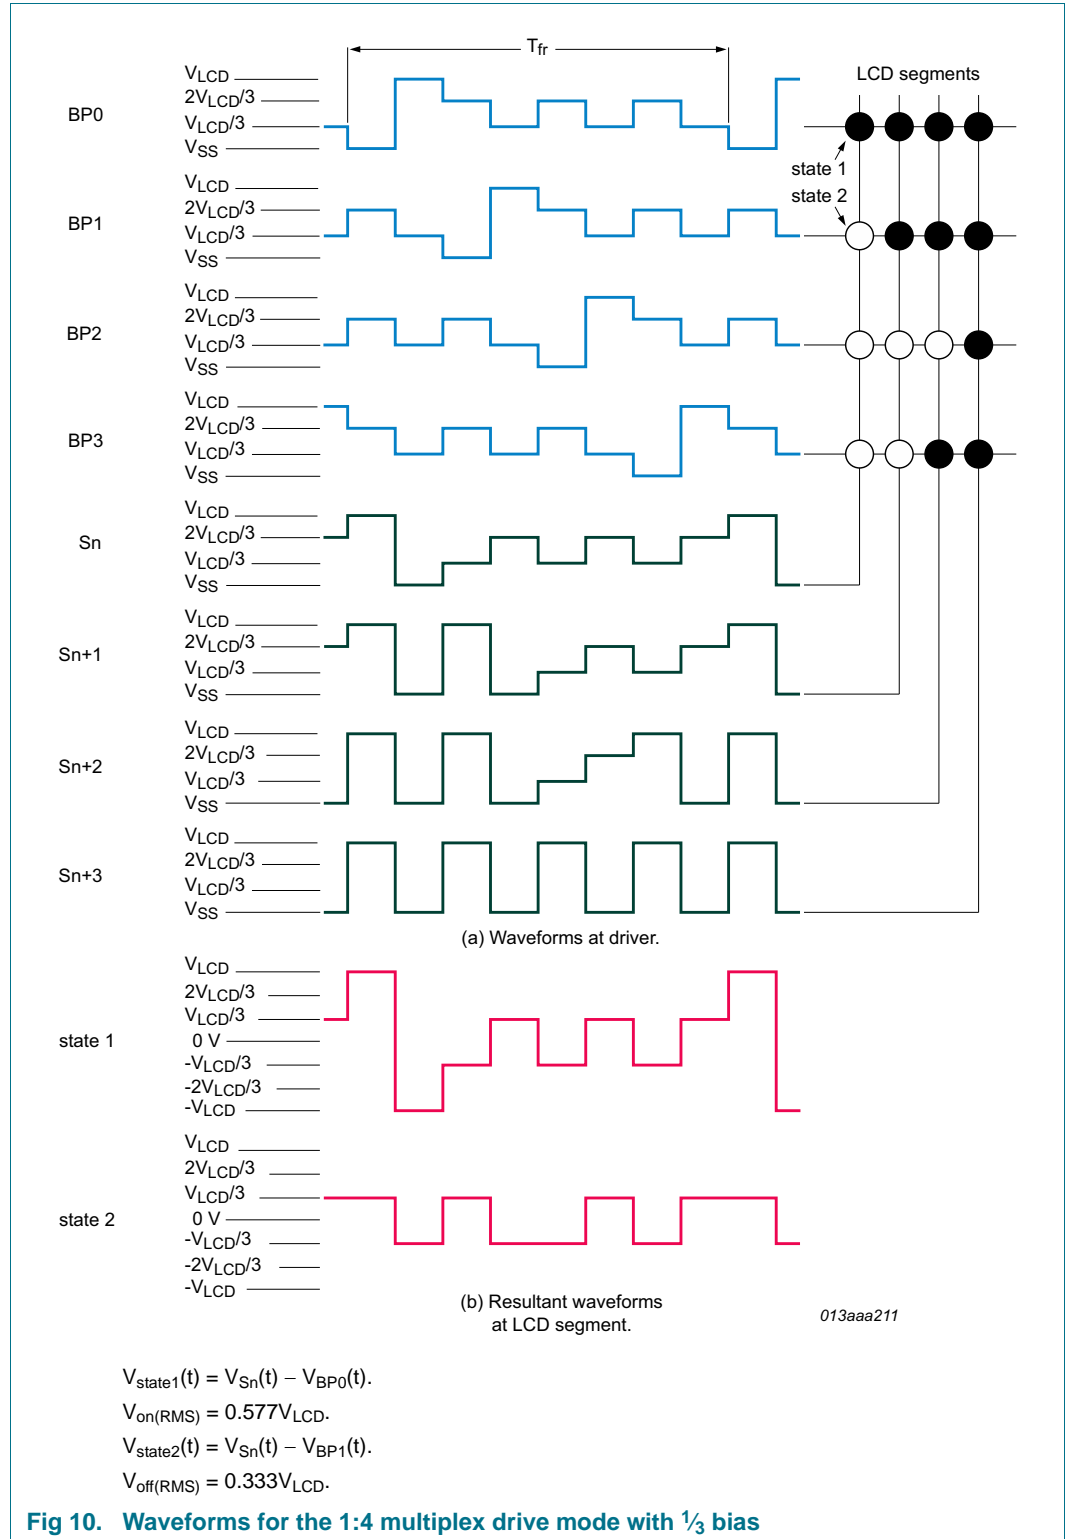 Tfr
BP0
VLCD
2VLCD/3
VLCD/3
VSS
LCD segments
state 1
state 2
BP1
VLCD
2VLCD/3
VLCD/3
VSS
BP2
VLCD
2VLCD/3
VLCD/3
VSS
BP3
VLCD
2VLCD/3
VLCD/3
VSS
Sn
VLCD
2VLCD/3
VLCD/3
VSS
Sn+1
VLCD
2VLCD/3
VLCD/3
VSS
Sn+2
VLCD
2VLCD/3
VLCD/3
VSS
Sn+3
VLCD
2VLCD/3
VLCD/3
VSS
(a) Waveforms at driver.
state 1
VLCD
2VLCD/3
VLCD/3
0 V
-VLCD/3
-2VLCD/3
-VLCD
state 2
VLCD
2VLCD/3
VLCD/3
0 V
-VLCD/3
-2VLCD/3
-VLCD
(b) Resultant waveforms
at LCD segment.
013aaa211
Vstate1(t) = VSn(t) − VBP0(t).
Von(RMS) = 0.577VLCD.
Vstate2(t) = VSn(t) − VBP1(t).
Voff(RMS) = 0.333VLCD.
Fig 10. Waveforms for the 1:4 multiplex drive mode with 1⁄3 bias